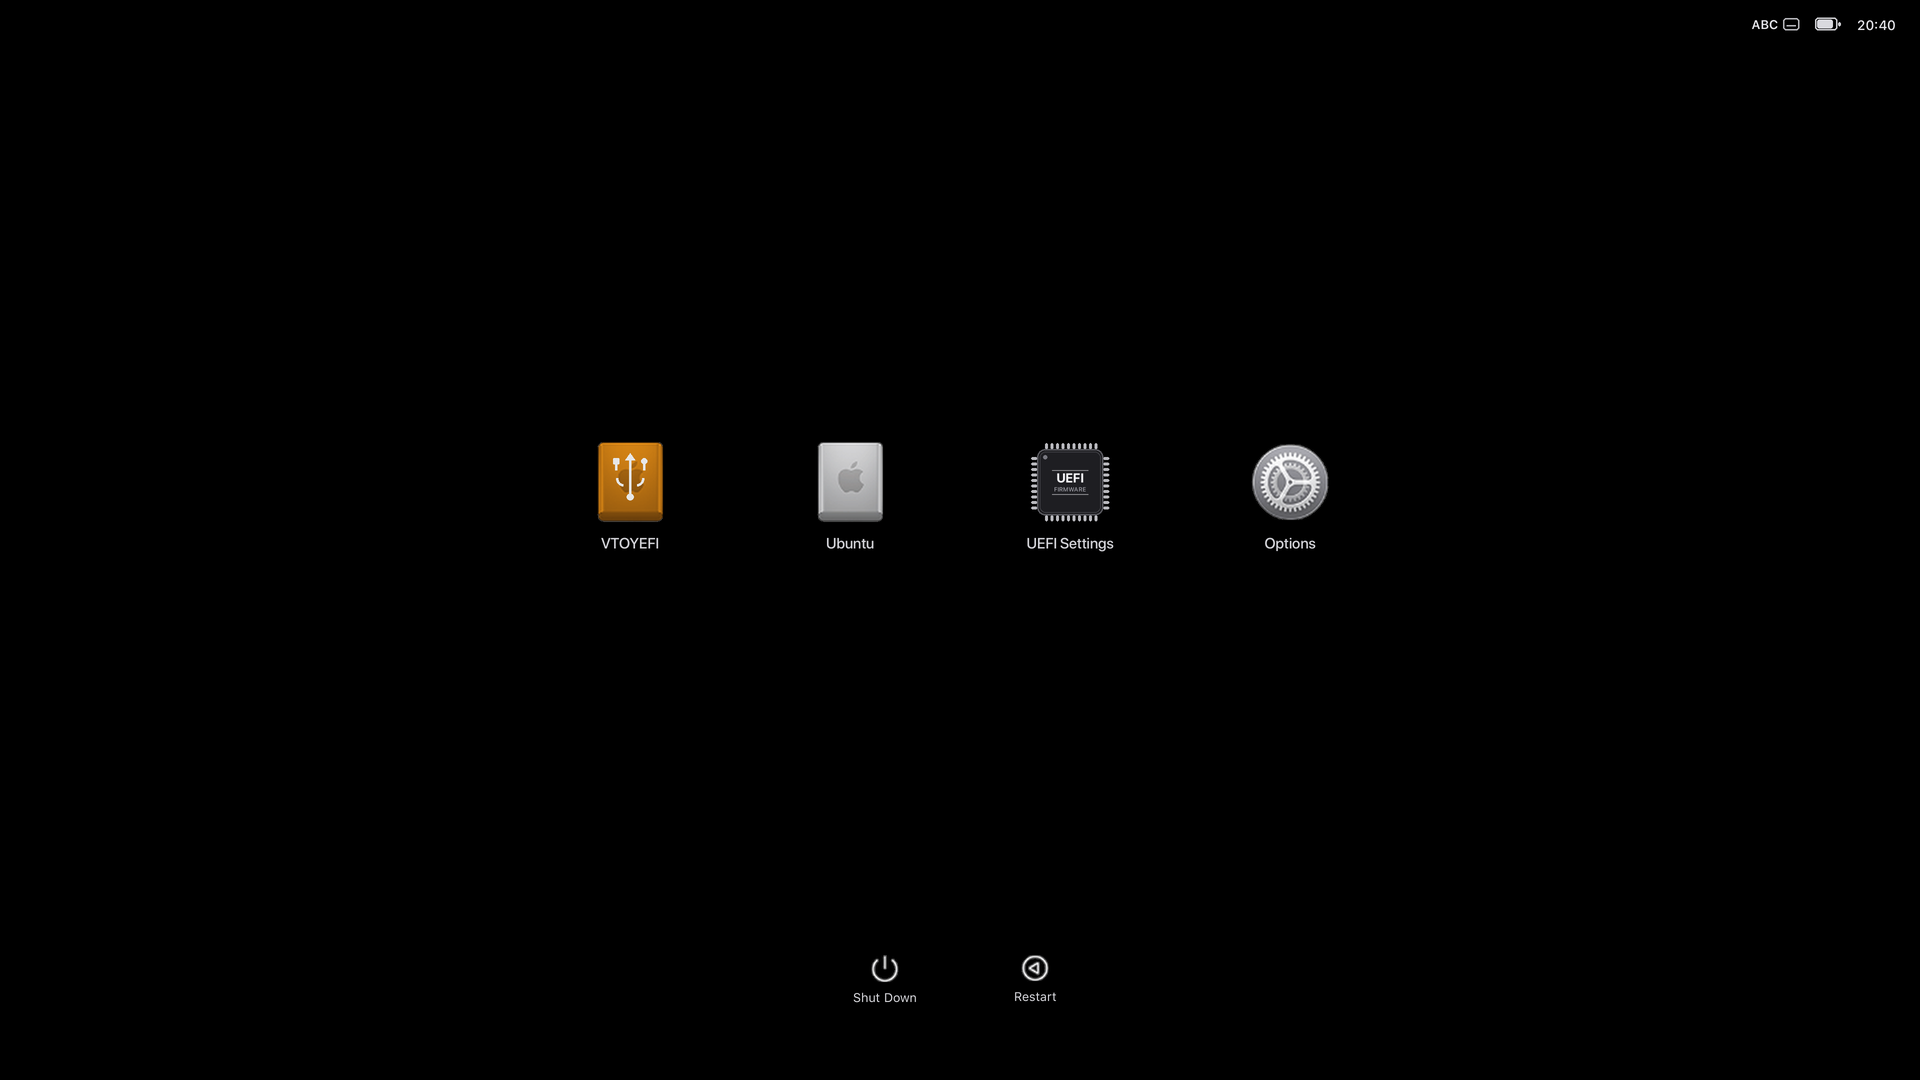 ABC
20:40
UEFI
FIRMWARE
VTOYEFI
Ubuntu
UEFI Settings
Options
Shut Down
Restart